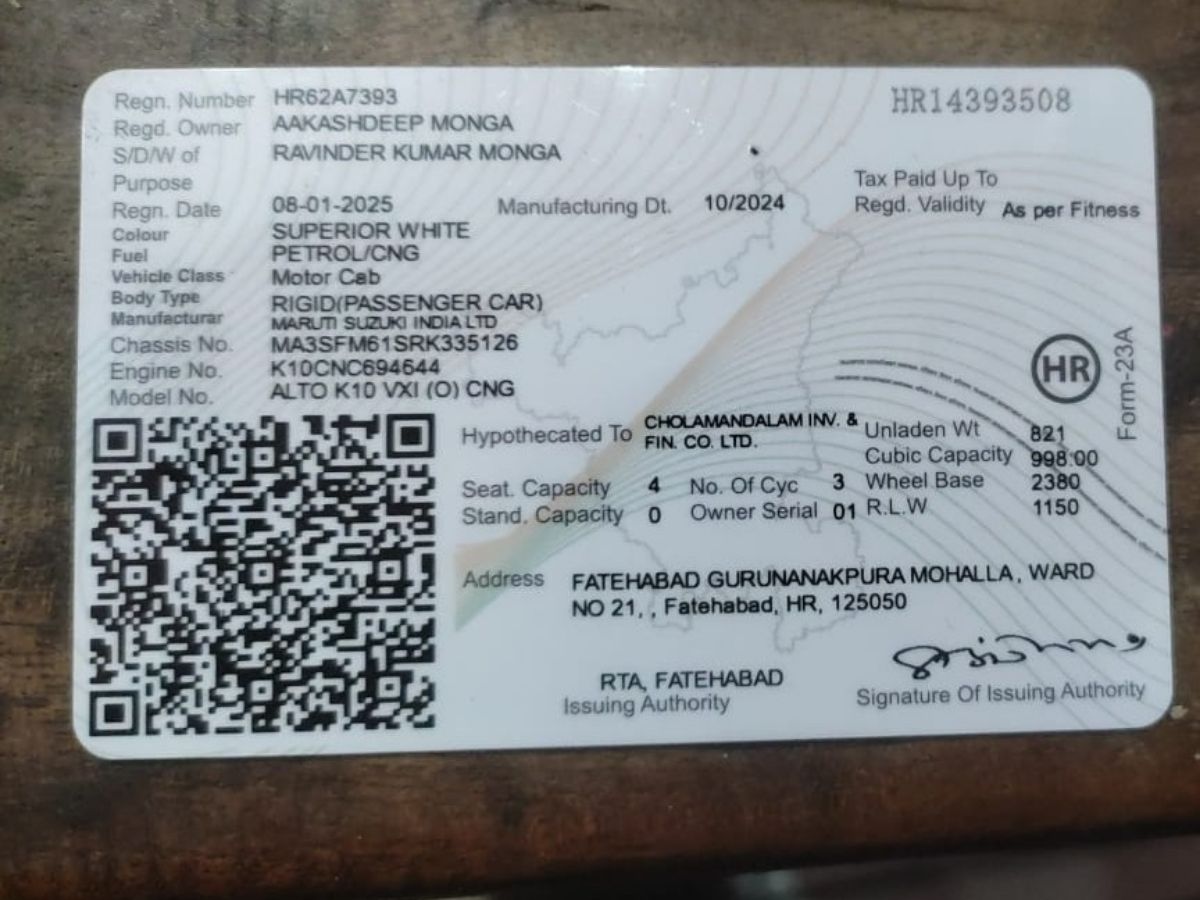 HR14393508
Regn. Number HR62A7393
Regd. Owner AAKASHDEEP MONGA
S/D/W of RAVINDER KUMAR MONGA
Purpose
Tax Paid Up To
Regn. Date 08-01-2025 Manufacturing Dt. 10/2024 Regd. Validity As per Fitness
Colour SUPERIOR WHITE
Fuel PETROL/CNG
Vehicle Class Motor Cab
Body Type RIGID(PASSENGER CAR)
Manufacturar MARUTI SUZUKI INDIA LTD
Chassis No. MA3SFM61SRK335126
Engine No. K10CNC694644
Model No. ALTO K10 VXI (O) CNG
HR
Form-23A
Hypothecated To CHOLAMANDALAM INV. &
FIN. CO. LTD.
Unladen Wt 821
Cubic Capacity 998:00
Seat. Capacity 4 No. Of Cyc 3 Wheel Base 2380
Stand. Capacity 0 Owner Serial 01 R.L.W 1150
Address FATEHABAD GURUNANAKPURA MOHALLA, WARD
NO 21, , Fatehabad, HR, 125050
RTA, FATEHABAD
Issuing Authority
Signature Of Issuing Authority